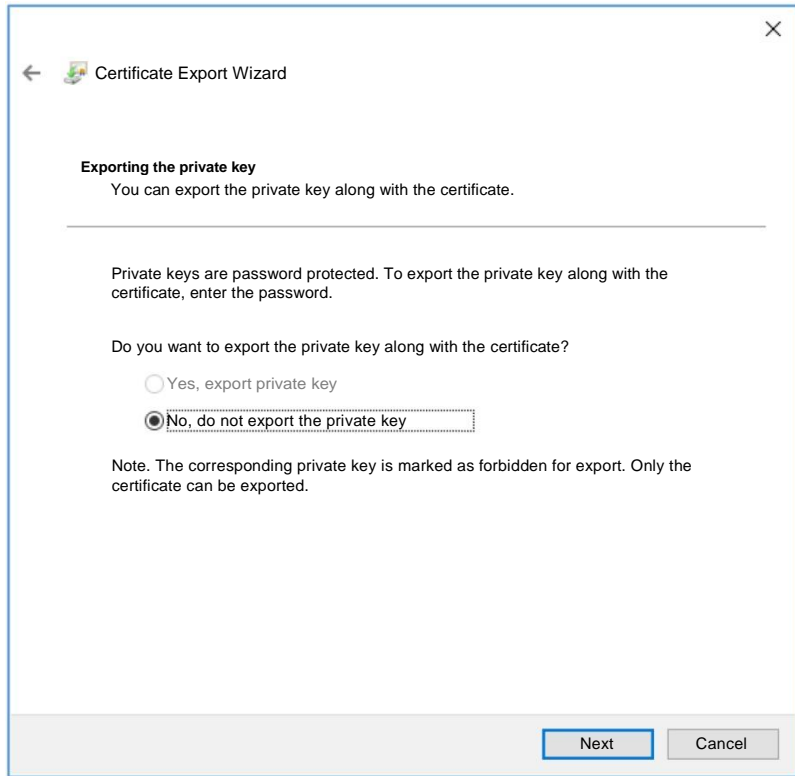 Certificate Export Wizard
Exporting the private key
You can export the private key along with the certificate.
Private keys are password protected. To export the private key along with the
certificate, enter the password.
Do you want to export the private key along with the certificate?
Yes, export private key
No, do not export the private key
Note. The corresponding private key is marked as forbidden for export. Only the
certificate can be exported.
Next
Cancel